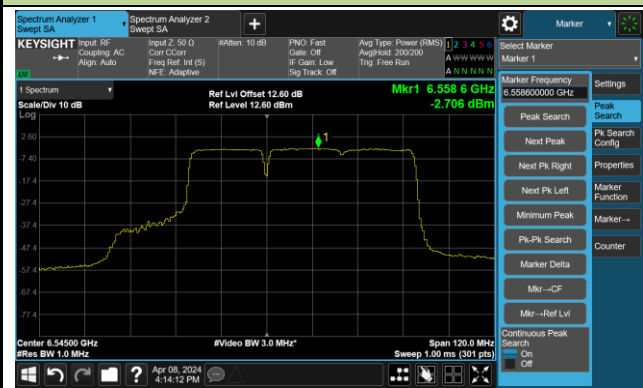 Spectrum Analyzer 1
Swept SA
Spectrum Analyzer 2
Swept SA
+
Marker
KEYSIGHT
Input: RF
Coupling: AC
Align: Auto
Input Z: 50 Ω
Corr CCorr
Freq Ref: Int (S)
NFE: Adaptive
#Atten: 10 dB
PNO: Fast
Gate: Off
IF Gain: Low
Sig Track: Off
Avg Type: Power (RMS)
Avg|Hold: 200/200
Trig: Free Run
1 2 3 4 5 6
A W W W W W
A N N N N N
Select Marker
Marker 1
1 Spectrum
Scale/Div 10 dB
Log
Ref Lvl Offset 12.60 dB
Ref Level 12.60 dBm
Mkr1 6.558 6 GHz
-2.706 dBm
2.60
-7.40
-17.4
-27.4
-37.4
-47.4
-57.4
-67.4
-77.4
1
Center 6.54500 GHz
#Res BW 1.0 MHz
#Video BW 3.0 MHz*
Span 120.0 MHz
Sweep 1.00 ms (301 pts)
Marker Frequency
6.558600000 GHz
Peak Search
Next Peak
Next Pk Right
Next Pk Left
Minimum Peak
Pk-Pk Search
Marker Delta
Mkr→CF
Mkr→Ref Lvl
Continuous Peak
Search
On
Off
Settings
Peak
Search
Pk Search
Config
Properties
Marker
Function
Marker→
Counter
?
Apr 08, 2024
4:14:12 PM